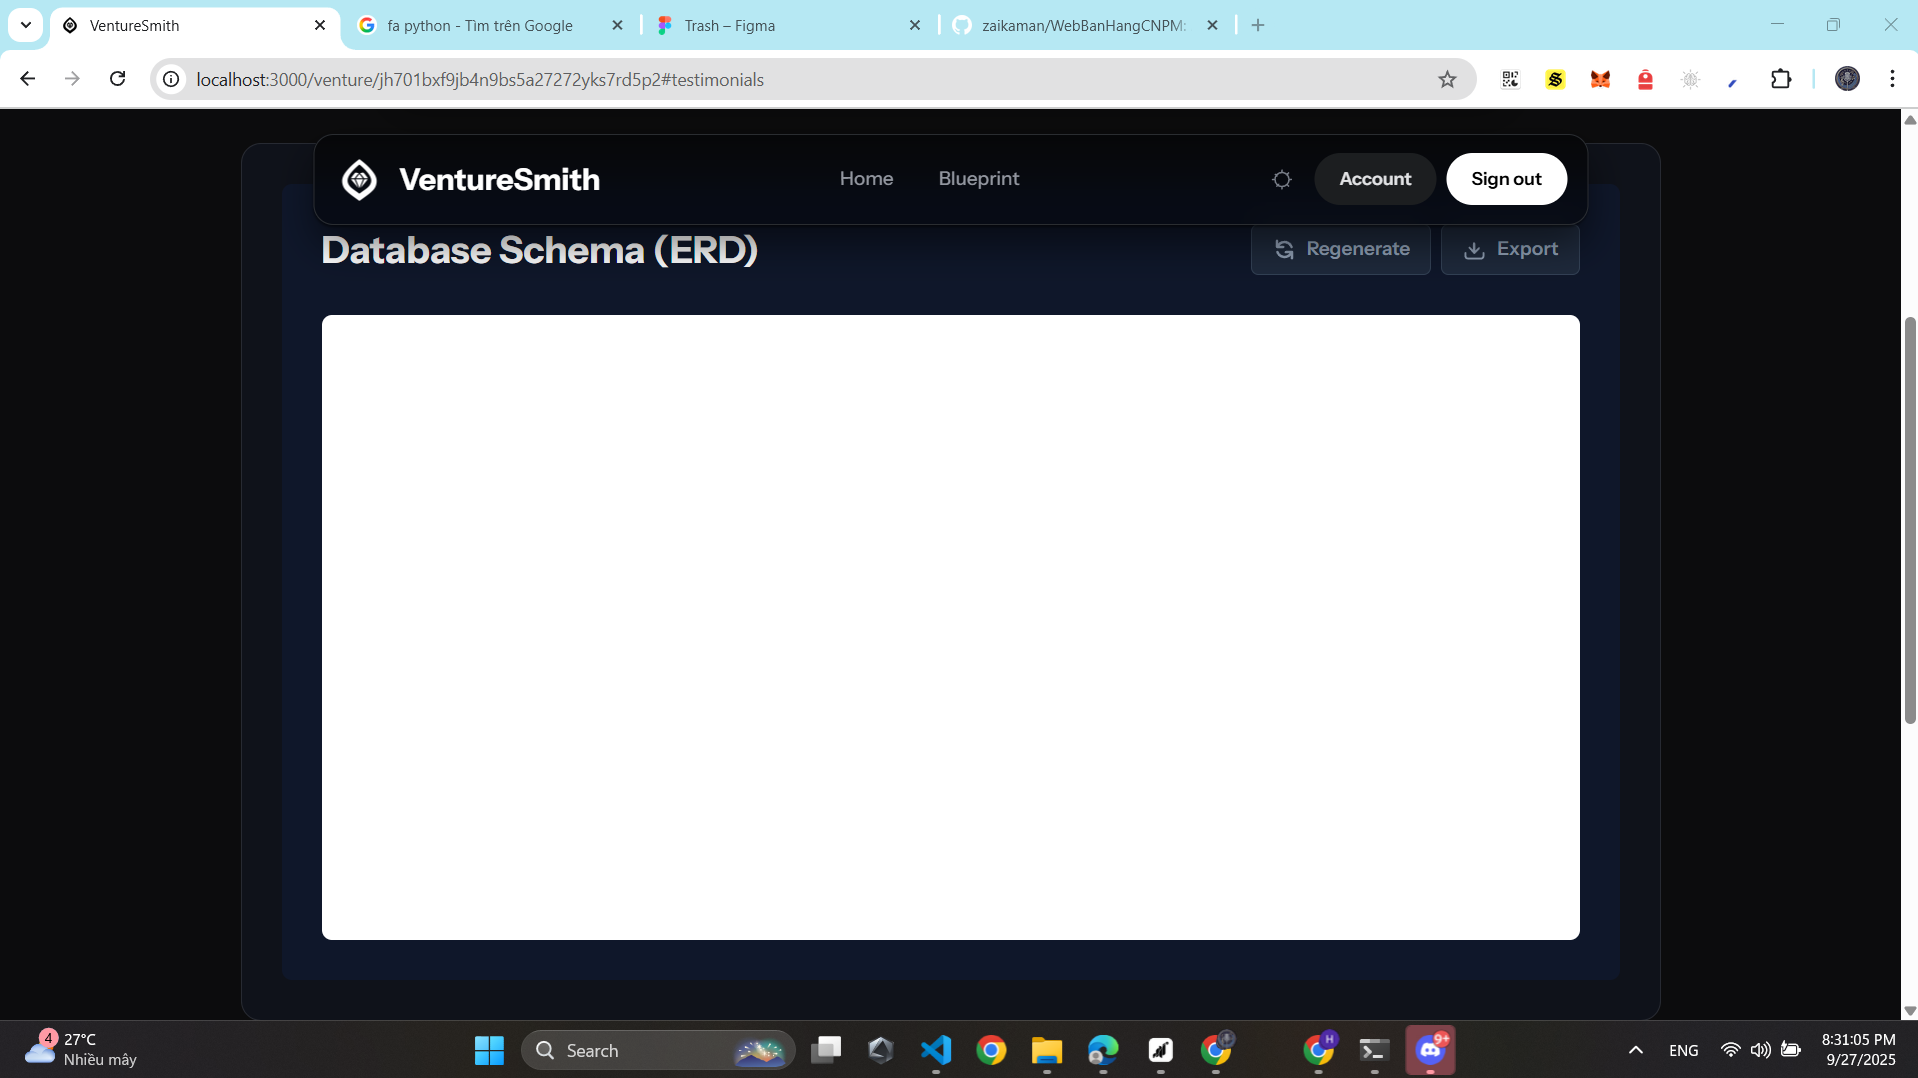 VentureSmith
fa python - Tìm trên Google
Trash – Figma
zaikaman/WebBanHangCNPM:
localhost:3000/venture/jh701bxf9jb4n9bs5a27272yks7rd5p2#testimonials
VentureSmith
Home
Blueprint
Account
Sign out
Database Schema (ERD)
Regenerate
Export
4
27°C
Nhiều mây
Search
H
9+
ENG
8:31:05 PM
9/27/2025